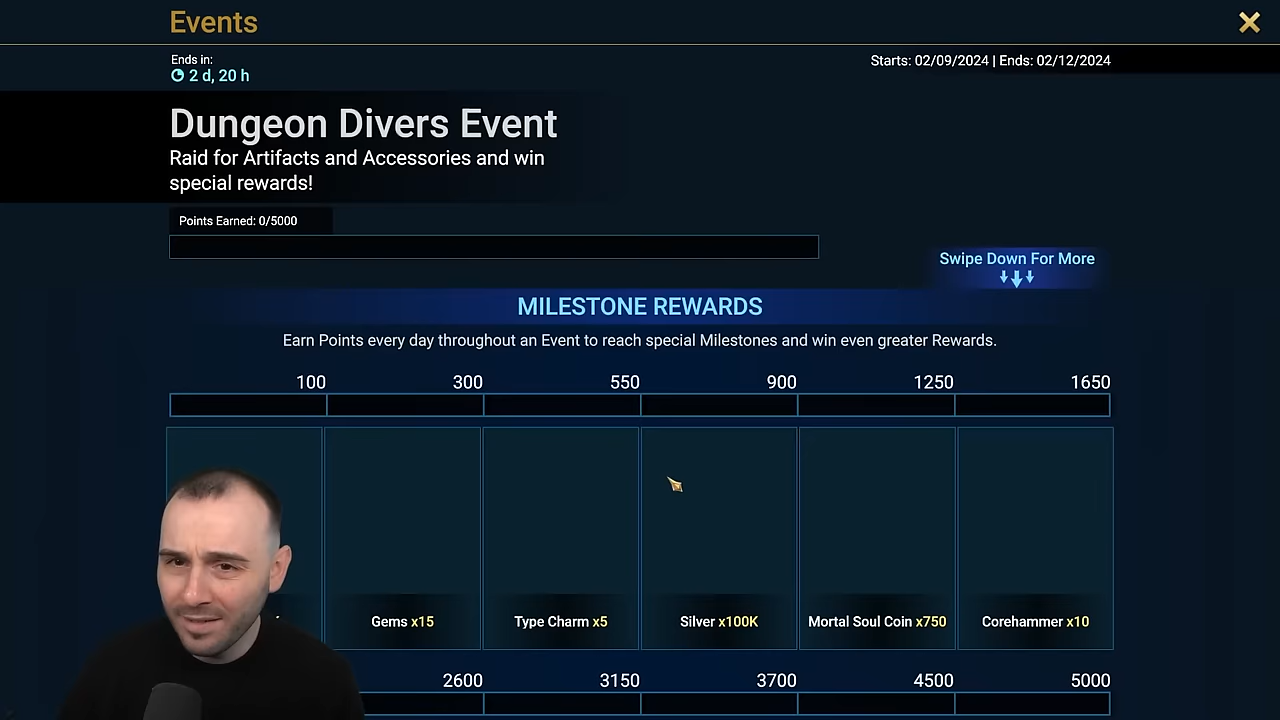 Events
Ends in:
2 d, 20 h
Starts: 02/09/2024 | Ends: 02/12/2024
Dungeon Divers Event
Raid for Artifacts and Accessories and win
special rewards!
Points Earned: 0/5000
Swipe Down For More
MILESTONE REWARDS
Earn Points every day throughout an Event to reach special Milestones and win even greater Rewards.
100 300 550 900 1250 1650
Gems x15 Type Charm x5 Silver x100K Mortal Soul Coin x750 Corehammer x10
2600 3150 3700 4500 5000